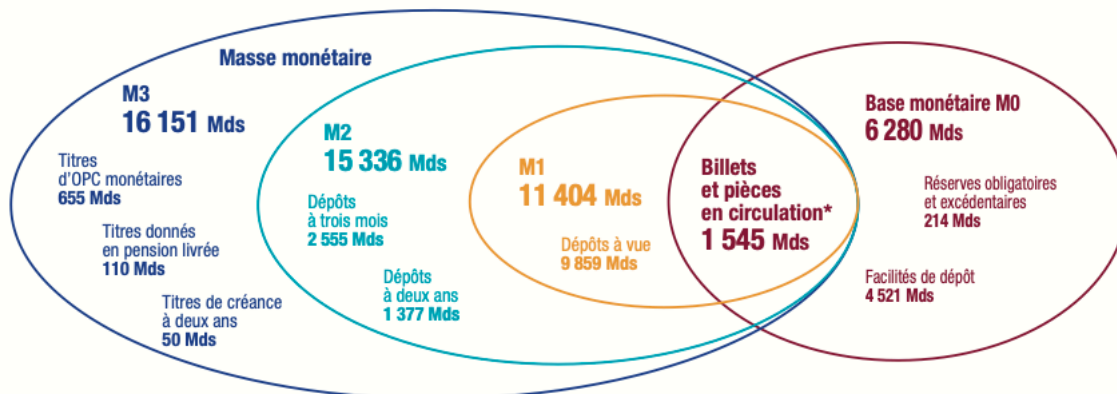 Masse monétaire
M3
16 151 Mds
Titres
d'OPC monétaires
655 Mds
Titres donnés
en pension livrée
110 Mds
Titres de créance
à deux ans
50 Mds
M2
15 336 Mds
Dépôts
à trois mois
2 555 Mds
Dépôts
à deux ans
1 377 Mds
M1
11 404 Mds
Dépôts à vue
9 859 Mds
Billets
et pièces
en circulation*
1 545 Mds
Base monétaire M0
6 280 Mds
Réserves obligatoires
et excédentaires
214 Mds
Facilités de dépôt
4 521 Mds